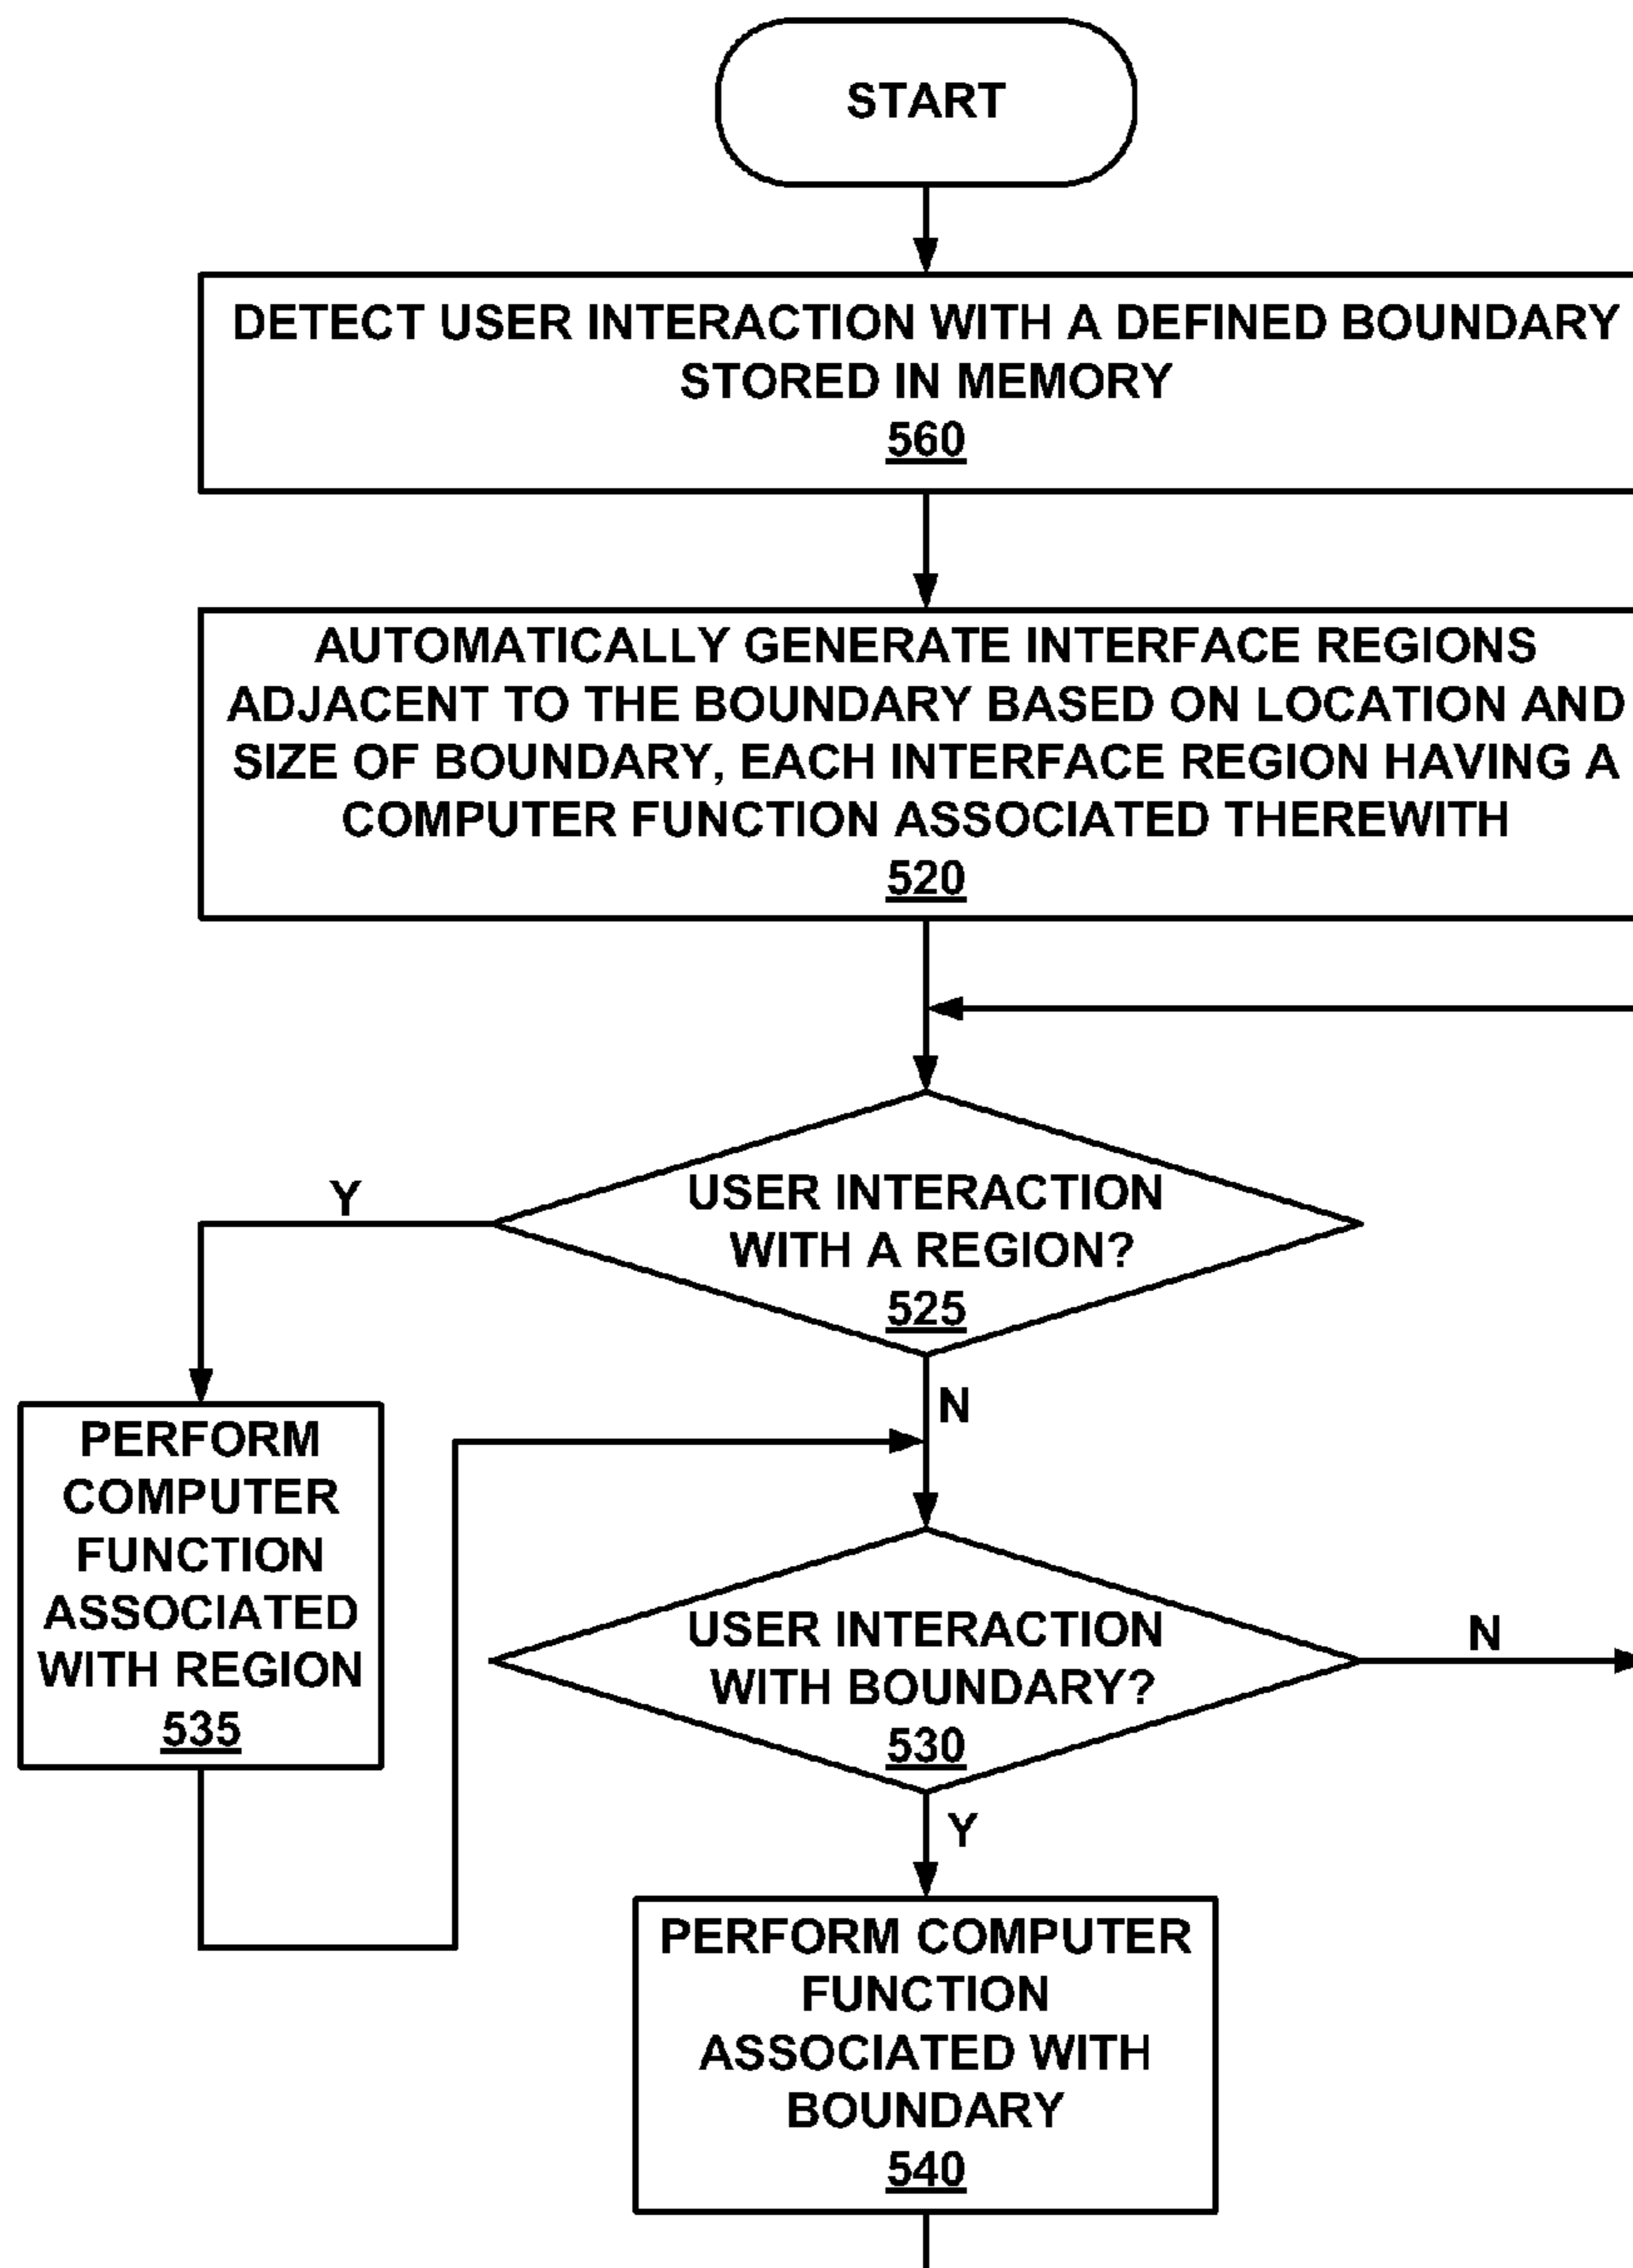 START
DETECT USER INTERACTION WITH A DEFINED BOUNDARY
STORED IN MEMORY
560
AUTOMATICALLY GENERATE INTERFACE REGIONS
ADJACENT TO THE BOUNDARY BASED ON LOCATION AND
SIZE OF BOUNDARY, EACH INTERFACE REGION HAVING A
COMPUTER FUNCTION ASSOCIATED THEREWITH
520
USER INTERACTION
WITH A REGION?
525
Y
N
PERFORM
COMPUTER
FUNCTION
ASSOCIATED
WITH REGION
535
USER INTERACTION
WITH BOUNDARY?
530
N
Y
PERFORM COMPUTER
FUNCTION
ASSOCIATED WITH
BOUNDARY
540